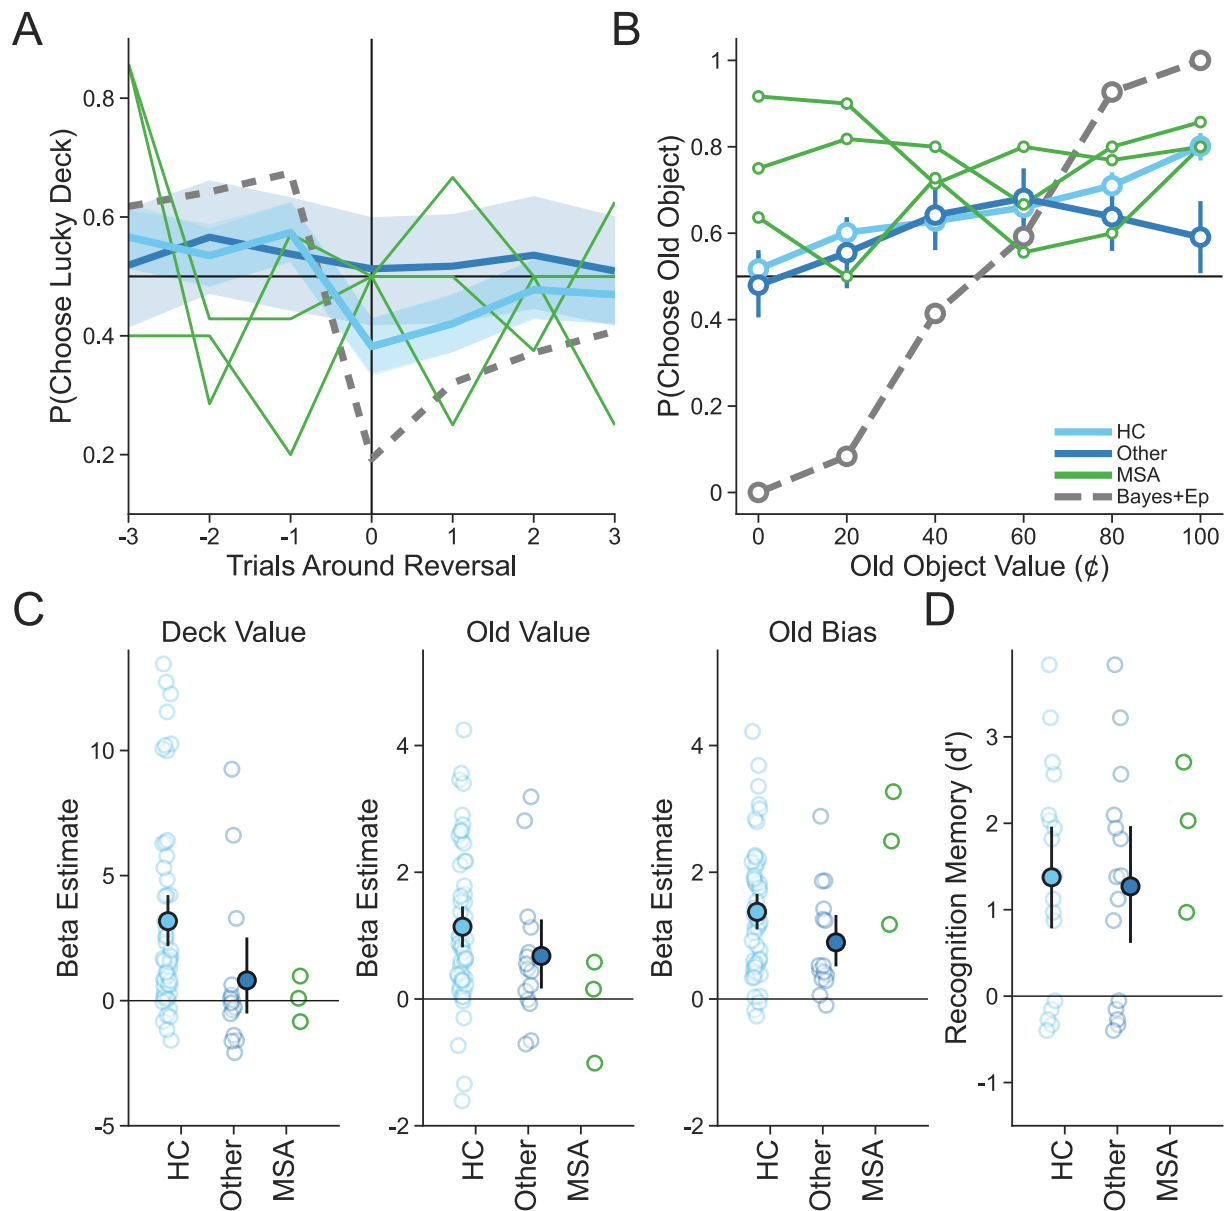 A
P(Choose Lucky Deck)
0.8
0.6
0.4
0.2
-3 -2 -1 0 1 2 3
Trials Around Reversal
B
P(Choose Old Object)
1
0.8
0.6
0.4
0.2
0
HC
Other
MSA
Bayes+Ep
0 20 40 60 80 100
Old Object Value (¢)
C
Deck Value
Beta Estimate
10
5
0
-5
HC
Other
MSA
Old Value
Beta Estimate
4
2
0
-2
HC
Other
MSA
Old Bias
Beta Estimate
4
2
0
-2
HC
Other
MSA
D
Recognition Memory (d')
3
2
1
0
-1
HC
Other
MSA